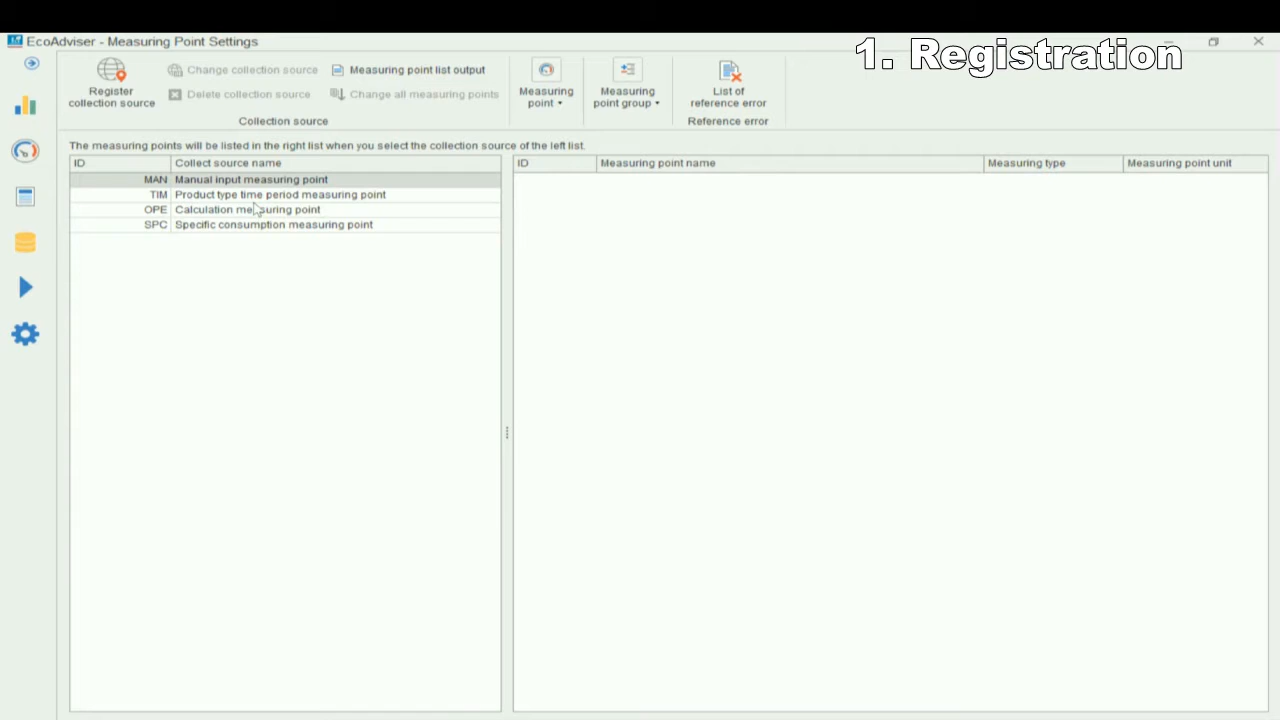 EcoAdviser - Measuring Point Settings
1. Registration
Register collection source
Change collection source
Delete collection source
Measuring point list output
Change all measuring points
Collection source
Measuring point
Measuring point group
List of reference error
Reference error
The measuring points will be listed in the right list when you select the collection source of the left list.
ID Collect source name
MAN Manual input measuring point
TIM Product type time period measuring point
OPE Calculation measuring point
SPC Specific consumption measuring point
ID Measuring point name Measuring type Measuring point unit